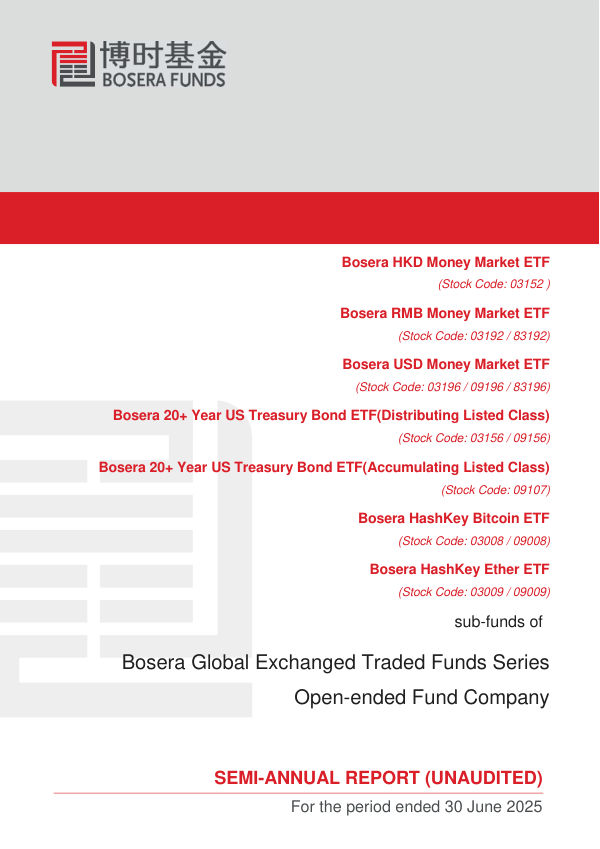 博时基金
BOSERA FUNDS
Bosera HKD Money Market ETF
(Stock Code: 03152 )
Bosera RMB Money Market ETF
(Stock Code: 03192 / 83192)
Bosera USD Money Market ETF
(Stock Code: 03196 / 09196 / 83196)
Bosera 20+ Year US Treasury Bond ETF(Distributing Listed Class)
(Stock Code: 03156 / 09156)
Bosera 20+ Year US Treasury Bond ETF(Accumulating Listed Class)
(Stock Code: 09107)
Bosera HashKey Bitcoin ETF
(Stock Code: 03008 / 09008)
Bosera HashKey Ether ETF
(Stock Code: 03009 / 09009)
sub-funds of
Bosera Global Exchanged Traded Funds Series
Open-ended Fund Company
SEMI-ANNUAL REPORT (UNAUDITED)
For the period ended 30 June 2025